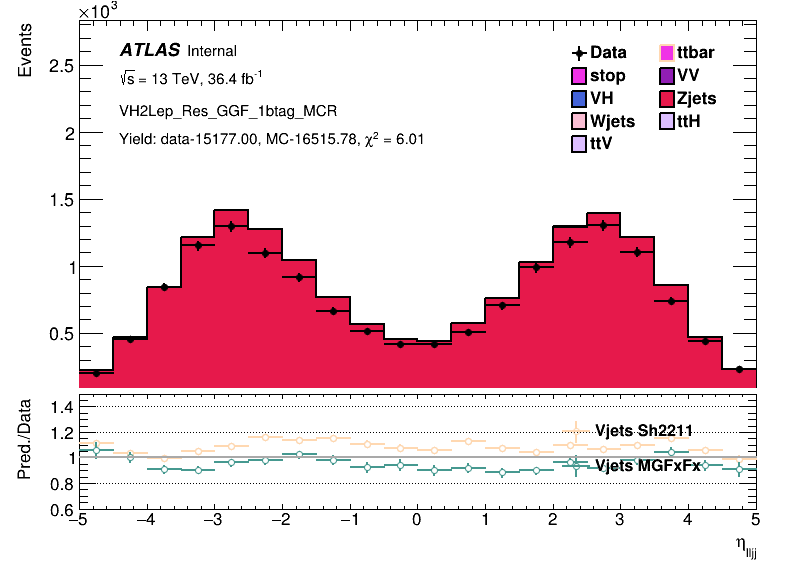 ×10³
Events
2.5
2
1.5
1
0.5
ATLAS Internal
√s = 13 TeV, 36.4 fb⁻¹
VH2Lep_Res_GGF_1btag_MCR
Yield: data-15177.00, MC-16515.78, χ² = 6.01
Data ttbar
stop VV
VH Zjets
Wjets ttH
ttV
Pred./Data
1.4
1.2
1
0.8
0.6
Vjets Sh2211
Vjets MGFxFx
−5 −4 −3 −2 −1 0 1 2 3 4 5
η lljj